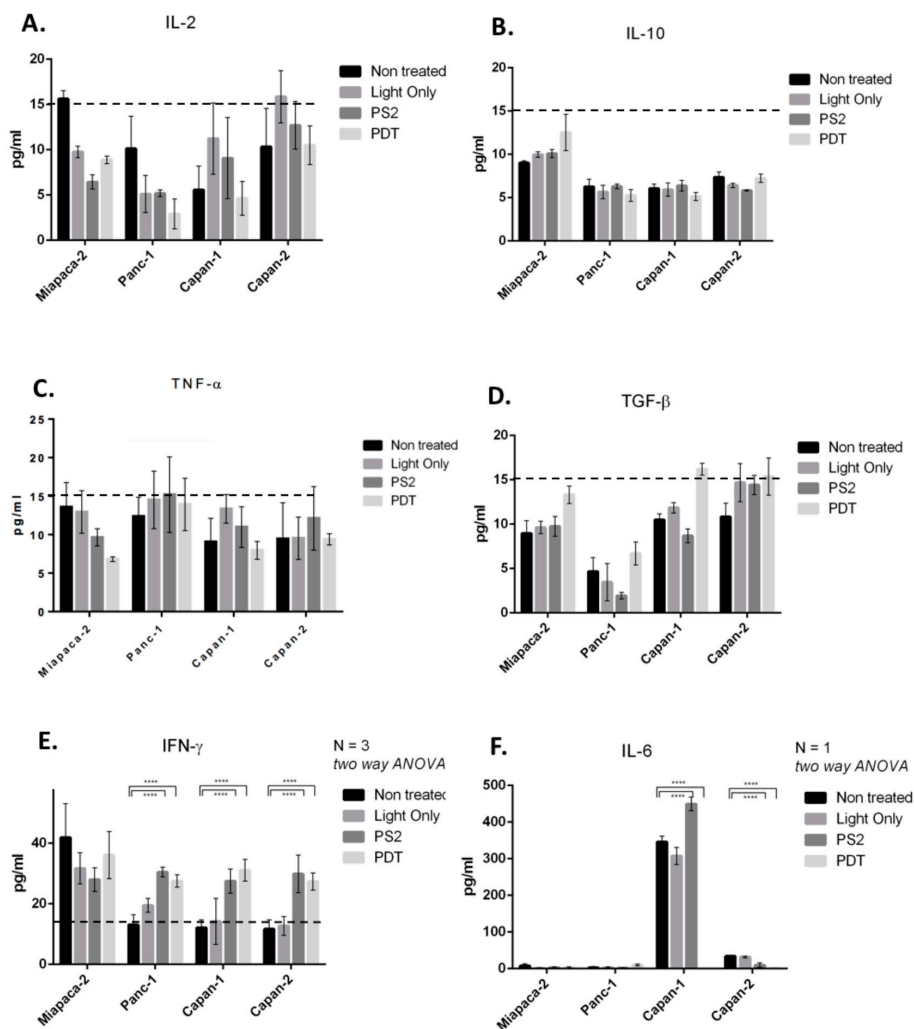 A.
IL-2
20
15
10
5
0
pg/ml
Non treated
Light Only
PS2
PDT
Miapaca-2
Panc-1
Capan-1
Capan-2
B.
IL-10
20
15
10
5
0
pg/ml
Non treated
Light Only
PS2
PDT
Miapaca-2
Panc-1
Capan-1
Capan-2
C.
TNF-α
25
20
15
10
5
0
pg/ml
Non treated
Light Only
PS2
PDT
Miapaca-2
Panc-1
Capan-1
Capan-2
D.
TGF-β
20
15
10
5
0
pg/ml
Non treated
Light Only
PS2
PDT
Miapaca-2
Panc-1
Capan-1
Capan-2
E.
IFN-γ
N = 3
two way ANOVA
40
20
0
pg/ml
****
****
****
****
****
****
Non treated
Light Only
PS2
PDT
Miapaca-2
Panc-1
Capan-1
Capan-2
F.
IL-6
N = 1
two way ANOVA
500
400
300
200
100
0
pg/ml
****
****
****
****
Non treated
Light Only
PS2
PDT
Miapaca-2
Panc-1
Capan-1
Capan-2